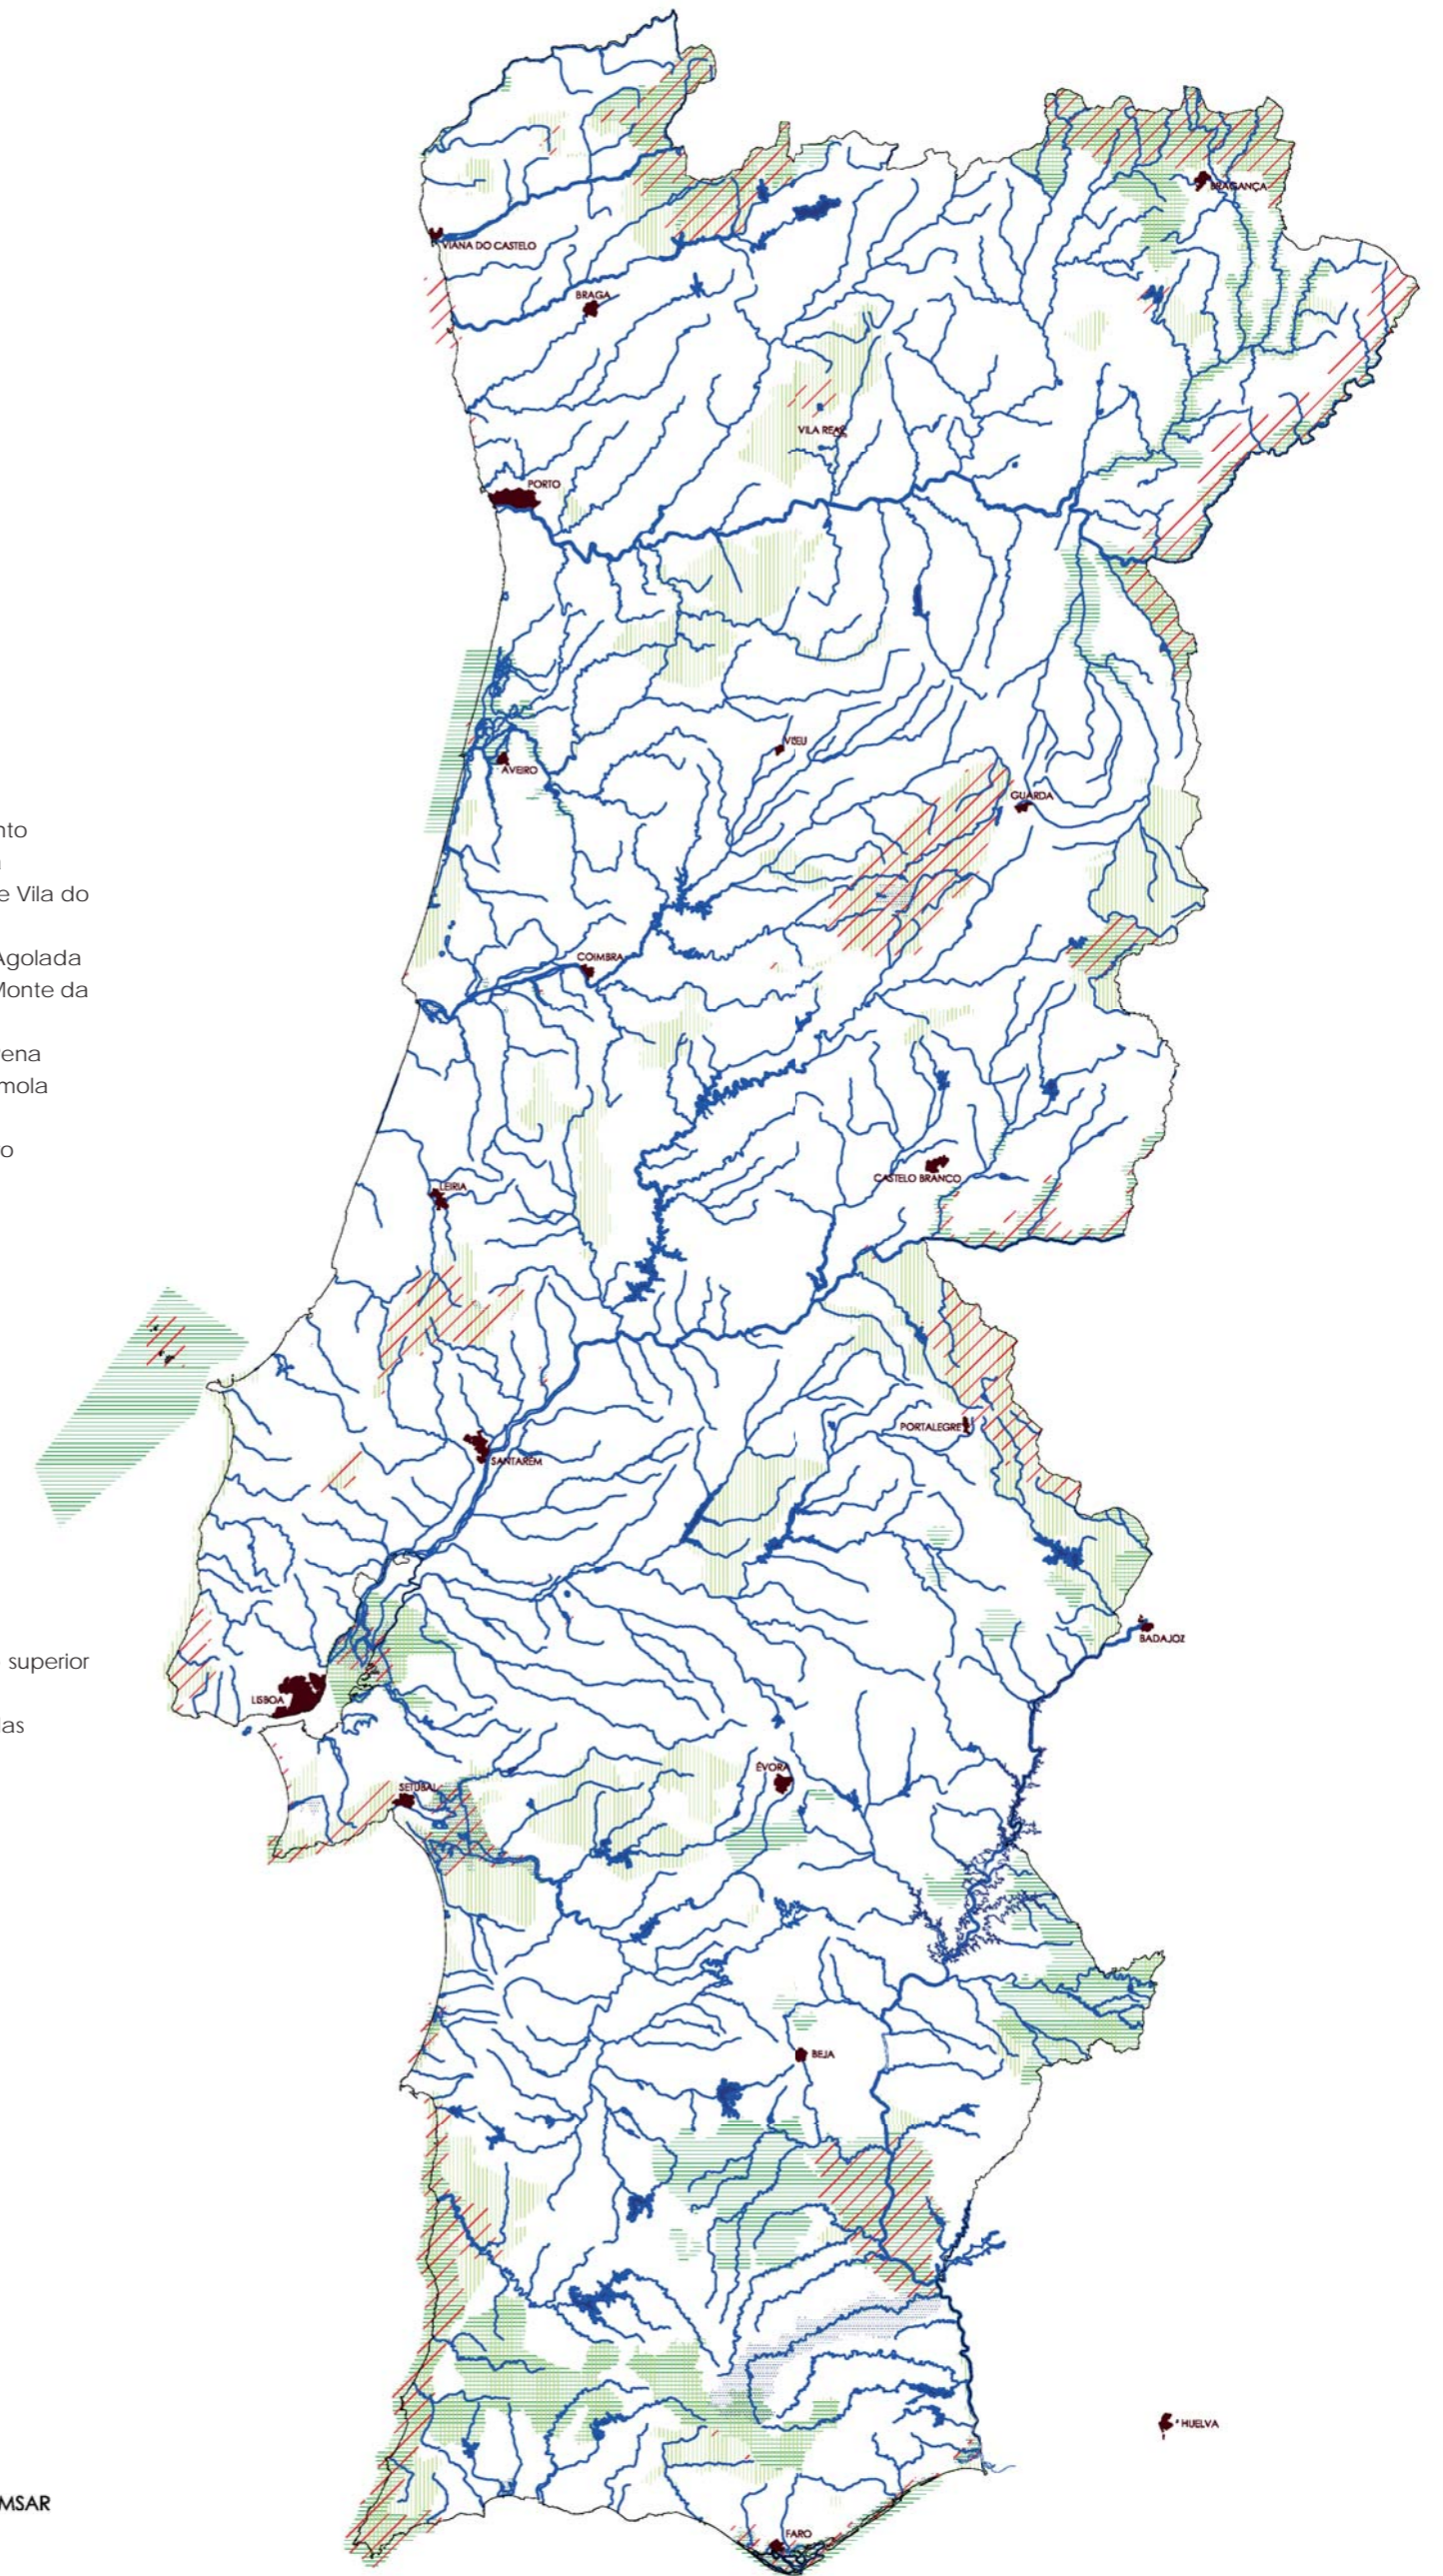 BRAGANÇA
VIANA DO CASTELO
BRAGA
VILA REAL
PORTO
VISEU
AVEIRO
GUARDA
nto
e Vila do
Agolada
COIMBRA
Monte da
ena
mola
o
CASTELO BRANCO
LEIRIA
PORTALEGRE
SANTARÉM
BADAJOZ
superior
LISBOA
las
ÉVORA
SETÚBAL
BEJA
HUELVA
MSAR
FARO